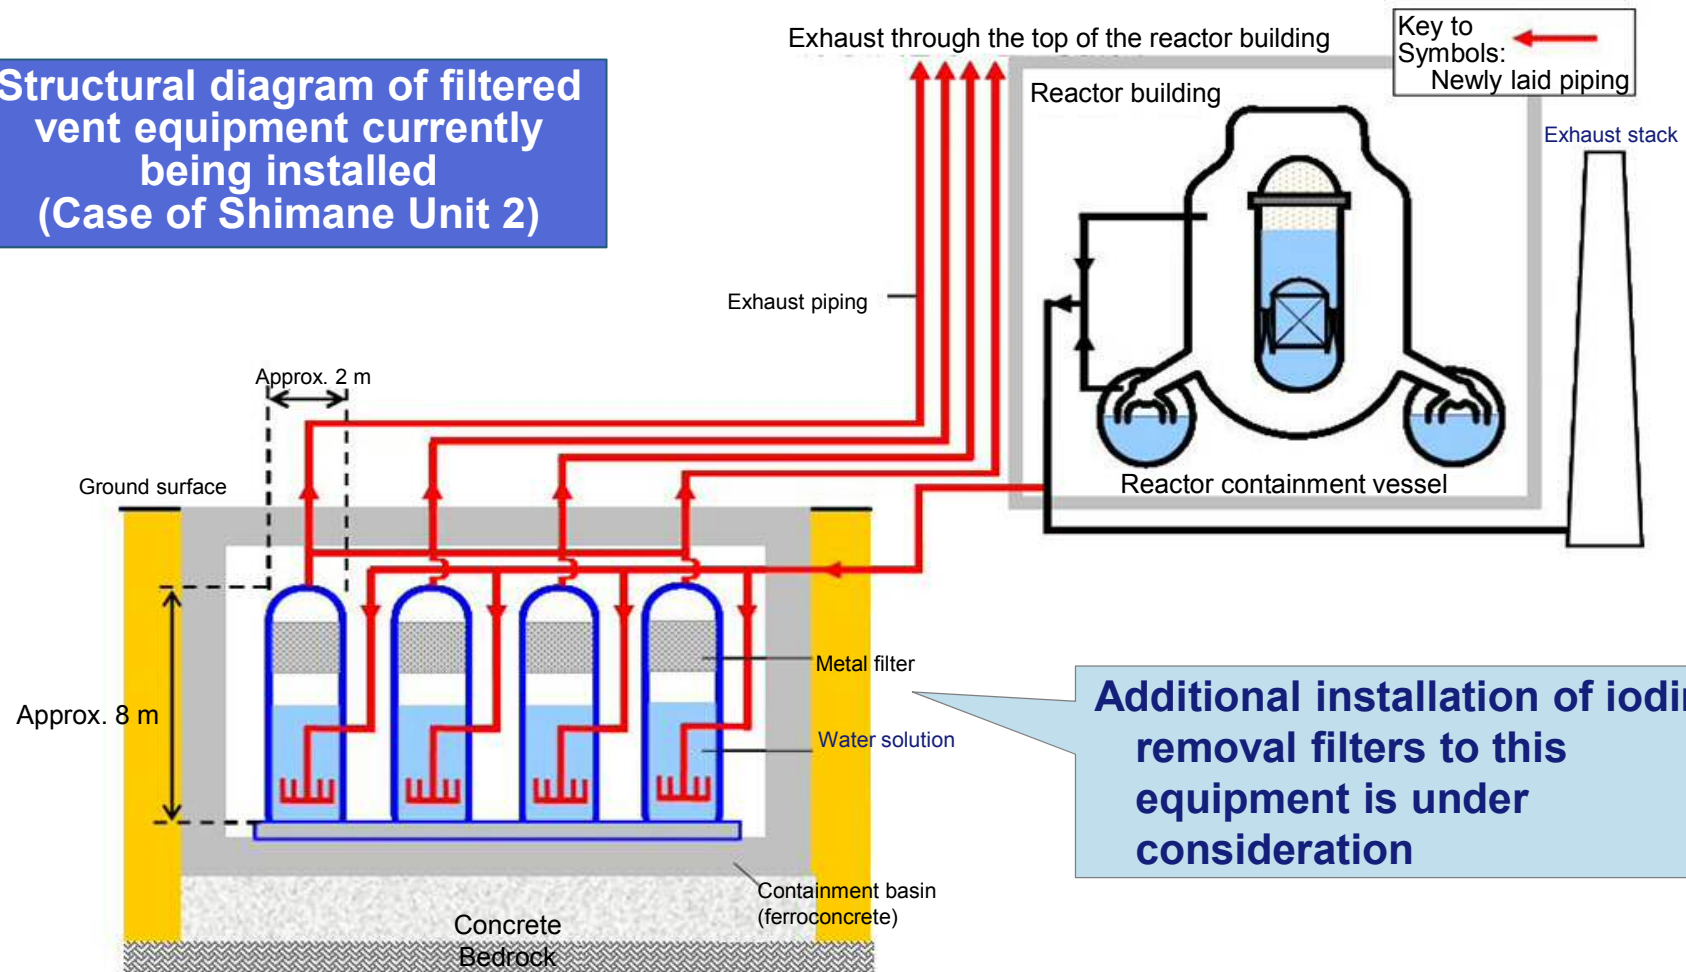 Structural diagram of filtered
vent equipment currently
being installed
(Case of Shimane Unit 2)
Exhaust through the top of the reactor building
Key to
Symbols:
Newly laid piping
Reactor building
Exhaust stack
Exhaust piping
Approx. 2 m
Ground surface
Reactor containment vessel
Approx. 8 m
Metal filter
Water solution
Additional installation of iodin
removal filters to this
equipment is under
consideration
Containment basin
(ferroconcrete)
Concrete
Bedrock